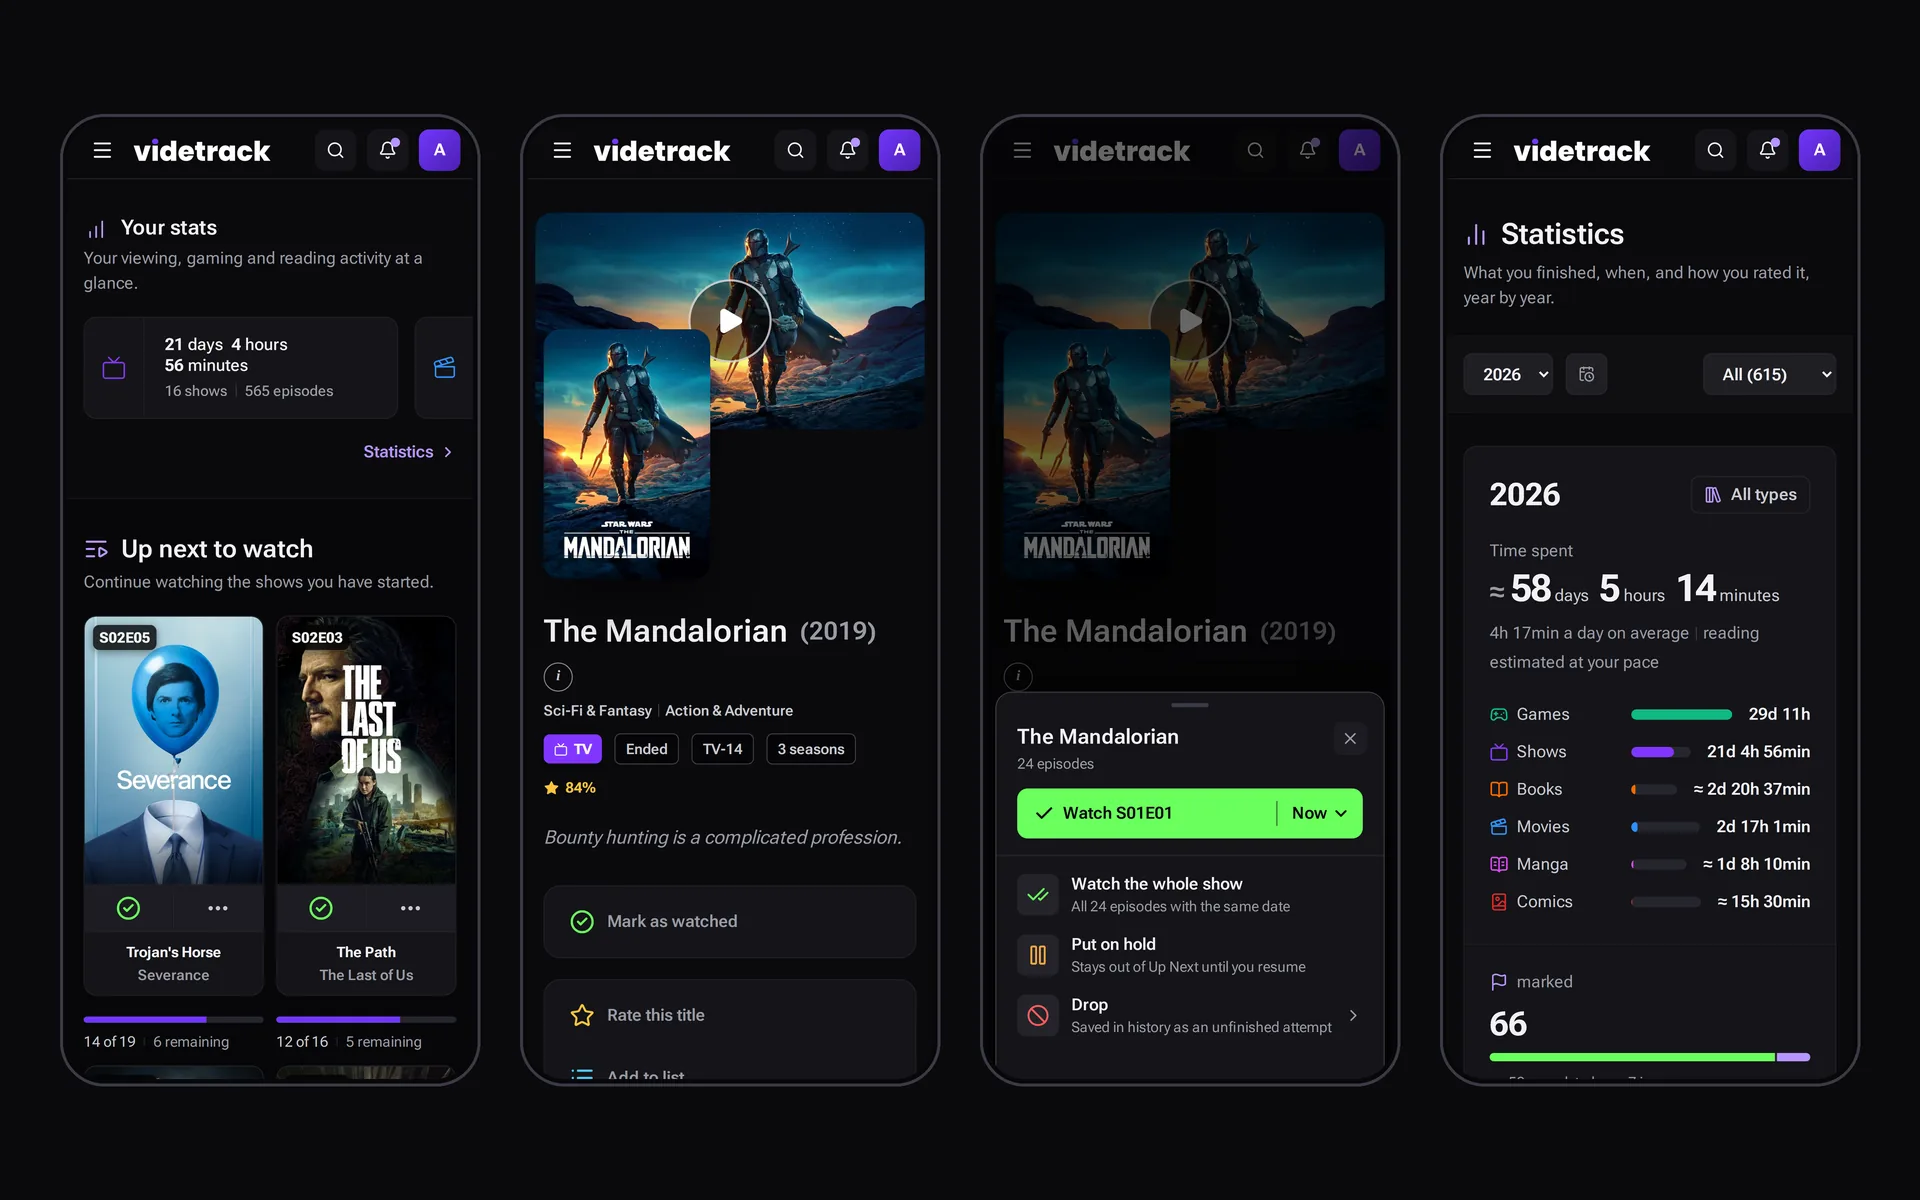 videtrack
A
Your stats
Your viewing, gaming and reading activity at a
glance.
21 days 4 hours
56 minutes
16 shows
565 episodes
Statistics
Up next to watch
Continue watching the shows you have started.
S02E05
Severance
S02E03
THE
LAST
OF US
Trojan's Horse
Severance
The Path
The Last of Us
14 of 19
6 remaining
12 of 16
5 remaining
videtrack
A
STAR WARS
THE
MANDALORIAN
The Mandalorian (2019)
i
Sci-Fi & Fantasy
Action & Adventure
TV
Ended
TV-14
3 seasons
84%
Bounty hunting is a complicated profession.
Mark as watched
Rate this title
Add to list
videtrack
A
STAR WARS
THE
MANDALORIAN
The Mandalorian (2019)
i
The Mandalorian
24 episodes
Watch S01E01
Now
Watch the whole show
All 24 episodes with the same date
Put on hold
Stays out of Up Next until you resume
Drop
Saved in history as an unfinished attempt
videtrack
A
Statistics
What you finished, when, and how you rated it,
year by year.
2026
All (615)
2026
All types
Time spent
≈ 58 days 5 hours 14 minutes
4h 17min a day on average | reading
estimated at your pace
Games
29d 11h
Shows
21d 4h 56min
Books
≈ 2d 20h 37min
Movies
2d 17h 1min
Manga
≈ 1d 8h 10min
Comics
≈ 15h 30min
marked
66